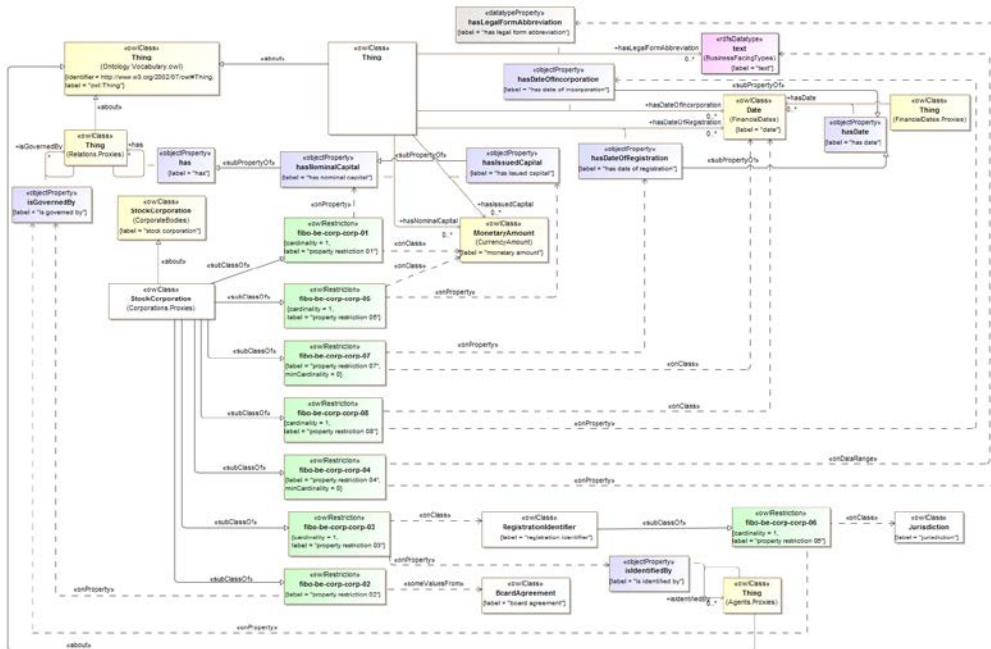 «datatypeProperty»
hasLegalFormAbbreviation
[label = "has legal form abbreviation"]
«owlClass»
Thing
(Ontology Vocabulary.owl)
[identifier = http://www.w3.org/2002/07/owl#Thing,
label = "owl:Thing"]
«about»
«owlClass»
Thing
+hasLegalFormAbbreviation
0..*
«rdfsDatatype»
text
(BusinessFacingTypes)
[label = "text"]
«objectProperty»
hasDateOfIncorporation
[label = "has date of incorporation"]
«subPropertyOf»
«about»
+hasDateOfIncorporation
0..*
+hasDateOfRegistration
0..*
«owlClass»
Date
(FinancialDates)
[label = "date"]
+hasDate
0..*
«owlClass»
Thing
(FinancialDates.Proxies)
«objectProperty»
hasDate
[label = "has date"]
+isGovernedBy
«owlClass»
Thing
(Relations.Proxies)
+has
«objectProperty»
has
[label = "has"]
«subPropertyOf»
«objectProperty»
hasNominalCapital
[label = "has nominal capital"]
«subPropertyOf»
«objectProperty»
hasIssuedCapital
[label = "has issued capital"]
«objectProperty»
hasDateOfRegistration
[label = "has date of registration"]
«subPropertyOf»
«objectProperty»
isGovernedBy
[label = "is governed by"]
«owlClass»
StockCorporation
(CorporateBodies)
[label = "stock corporation"]
«onProperty»
+hasIssuedCapital
0..*
+hasNominalCapital
0..*
«owlClass»
MonetaryAmount
(CurrencyAmount)
[label = "monetary amount"]
«owlRestriction»
fibo-be-corp-corp-01
[cardinality = 1,
label = "property restriction 01"]
«onClass»
«onClass»
«about»
«subClassOf»
«owlClass»
StockCorporation
(Corporations.Proxies)
«subClassOf»
«owlRestriction»
fibo-be-corp-corp-05
[cardinality = 1,
label = "property restriction 05"]
«onProperty»
«subClassOf»
«owlRestriction»
fibo-be-corp-corp-07
[label = "property restriction 07",
minCardinality = 0]
«onProperty»
«onClass»
«subClassOf»
«owlRestriction»
fibo-be-corp-corp-08
[cardinality = 1,
label = "property restriction 08"]
«onClass»
«onProperty»
«subClassOf»
«owlRestriction»
fibo-be-corp-corp-04
[label = "property restriction 04",
minCardinality = 0]
«onDataRange»
«onProperty»
«subClassOf»
«owlRestriction»
fibo-be-corp-corp-03
[cardinality = 1,
label = "property restriction 03"]
«onClass»
«owlClass»
RegistrationIdentifier
[label = "registration identifier"]
«subClassOf»
«owlRestriction»
fibo-be-corp-corp-06
[cardinality = 1,
label = "property restriction 06"]
«onClass»
«owlClass»
Jurisdiction
[label = "jurisdiction"]
«onProperty»
«objectProperty»
isIdentifiedBy
[label = "is identified by"]
«subClassOf»
«onProperty»
«owlRestriction»
fibo-be-corp-corp-02
[label = "property restriction 02"]
«someValuesFrom»
«owlClass»
BoardAgreement
[label = "board agreement"]
+isIdentifiedBy
0..*
«owlClass»
Thing
(Agents.Proxies)
«onProperty»
«about»